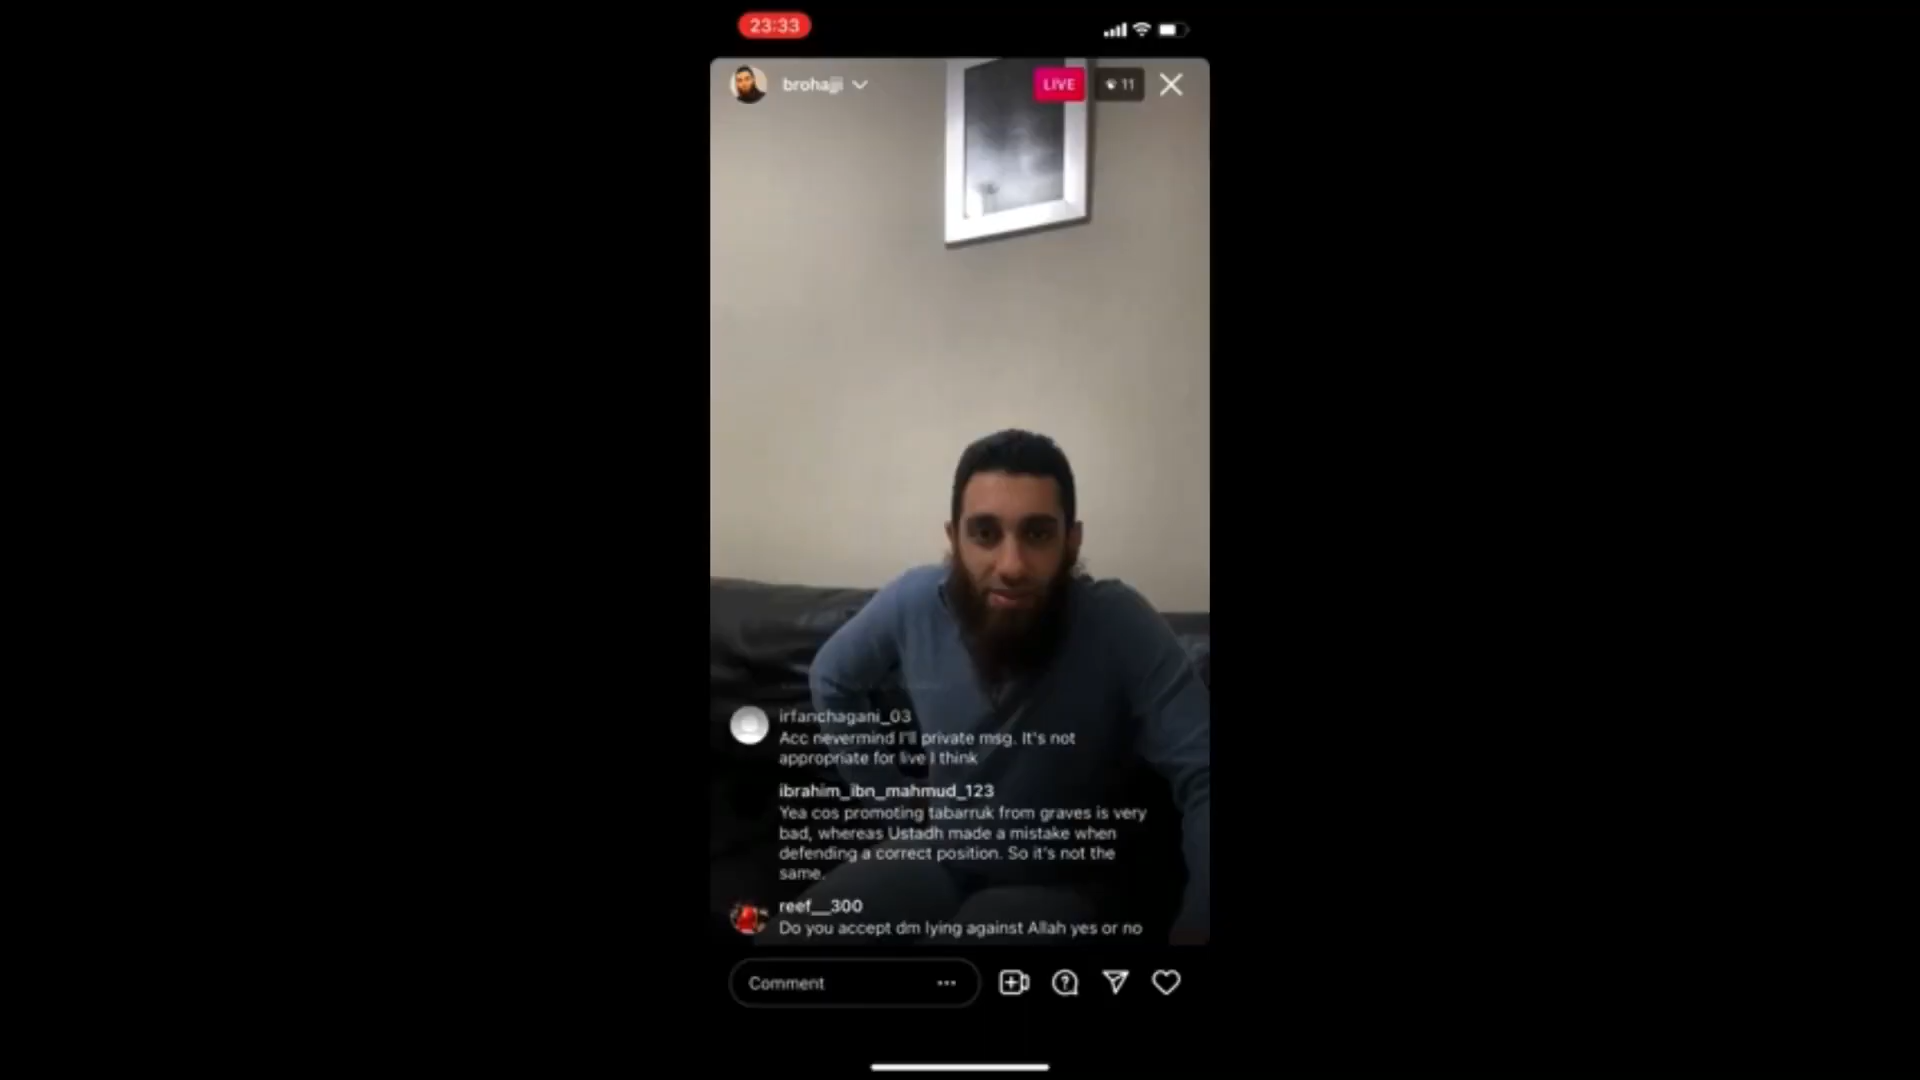 23:33
brohajji
LIVE
11
irfanchagani_03
Acc nevermind I'll private msg. It's not
appropriate for live I think
ibrahim_ibn_mahmud_123
Yea cos promoting tabarruk from graves is very
bad, whereas Ustadh made a mistake when
defending a correct position. So it's not the
same.
reef__300
Do you accept dm lying against Allah yes or no
Comment